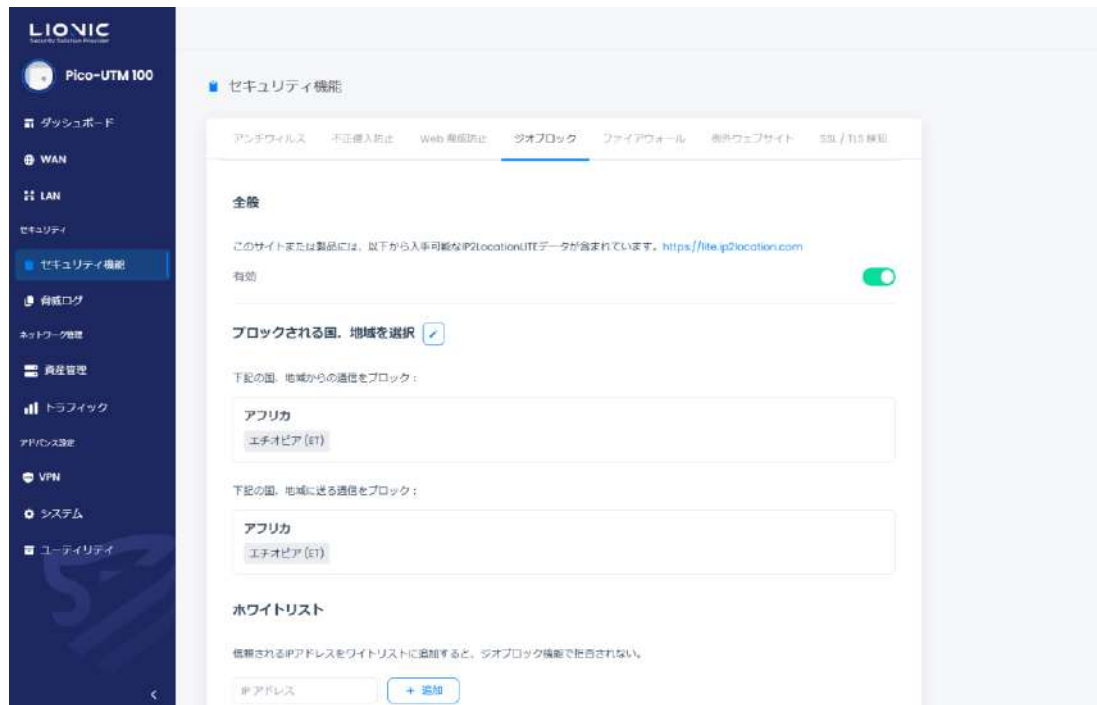 LIONIC
Security Solution Provider
Pico-UTM 100
ダッシュボード
WAN
LAN
セキュリティ
セキュリティ機能
脅威ログ
ネットワーク管理
資産管理
トラフィック
アドバンス設定
VPN
システム
ユーティリティ
セキュリティ機能
アンチウィルス 不正侵入防止 Web 脅威防止 ジオブロック ファイアウォール 例外ウェブサイト SSL / TLS 検知
全般
このサイトまたは製品には、以下から入手可能なIP2LocationLITEデータが含まれています。https://lite.ip2location.com
有効
ブロックされる国、地域を選択
下記の国、地域からの通信をブロック：
アフリカ
エチオピア (ET)
下記の国、地域に送る通信をブロック：
アフリカ
エチオピア (ET)
ホワイトリスト
信頼されるIPアドレスをワイトリストに追加すると、ジオブロック機能で拒否されない。
IP アドレス
+ 追加